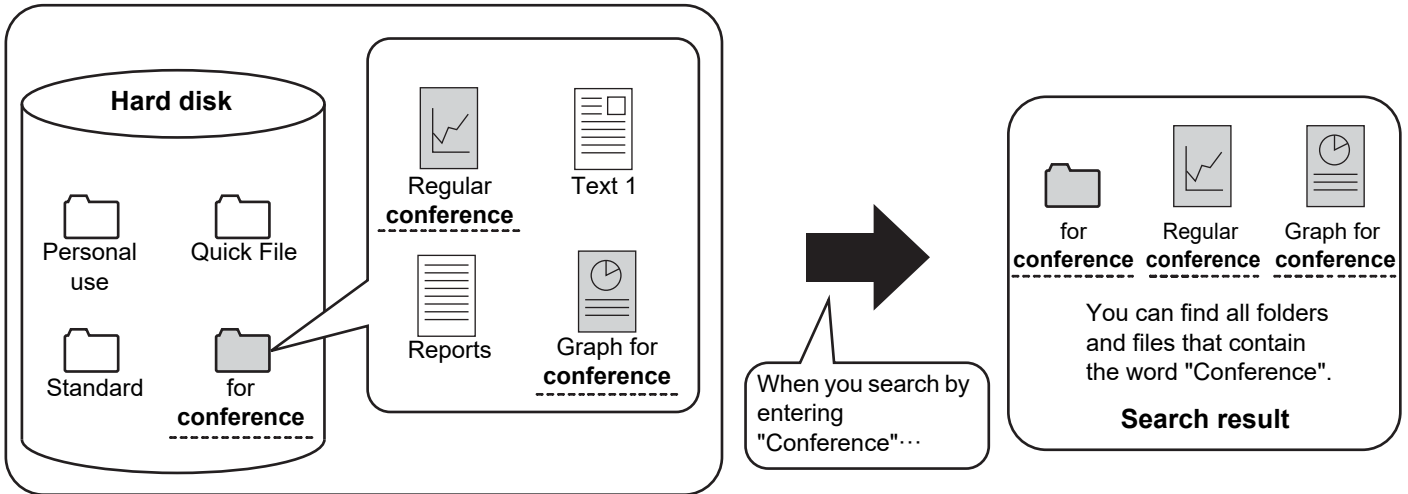 Hard disk
Personal
use
Quick File
Standard
for
conference
Regular
conference
Text 1
Reports
Graph for
conference
When you search by
entering
"Conference"···
for
conference
Regular
conference
Graph for
conference
You can find all folders
and files that contain
the word "Conference".
Search result